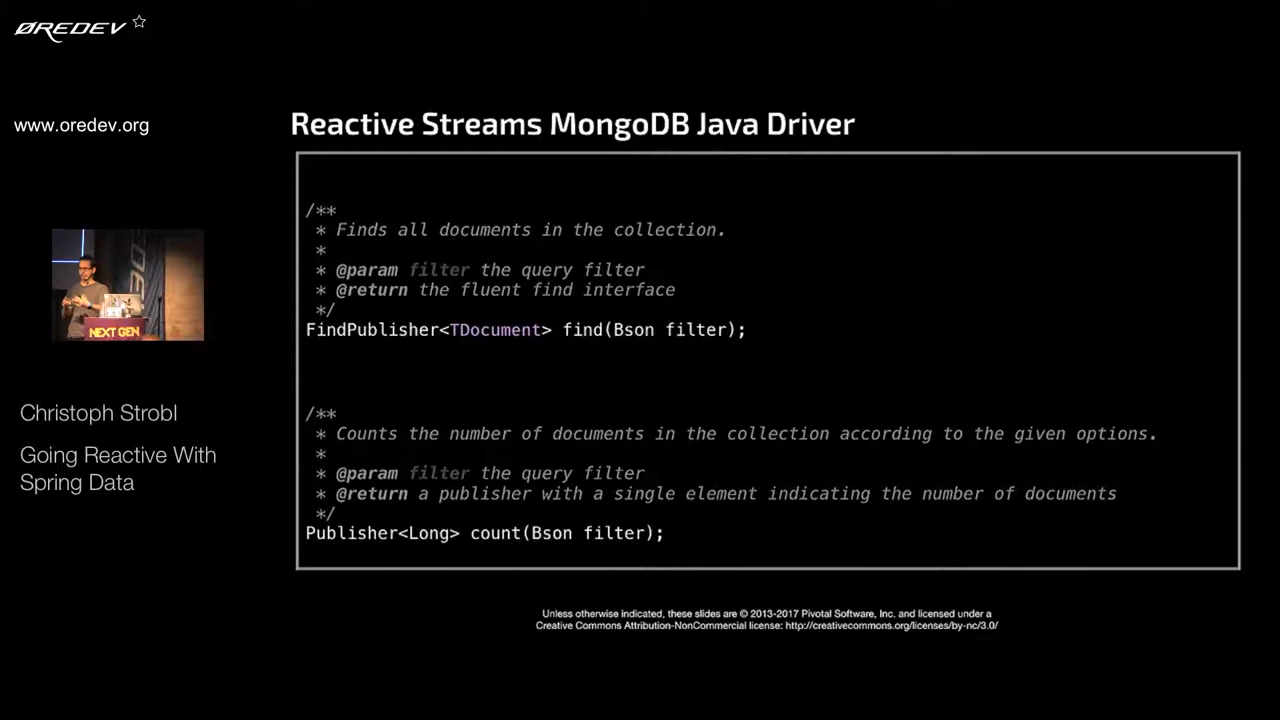 ØREDEV
www.oredev.org
Reactive Streams MongoDB Java Driver
/**
* Finds all documents in the collection.
*
* @param filter the query filter
* @return the fluent find interface
*/
FindPublisher<TDocument> find(Bson filter);
/**
* Counts the number of documents in the collection according to the given options.
*
* @param filter the query filter
* @return a publisher with a single element indicating the number of documents
*/
Publisher<Long> count(Bson filter);
NEXT GEN
Christoph Strobl
Going Reactive With
Spring Data
Unless otherwise indicated, these slides are © 2013-2017 Pivotal Software, Inc. and licensed under a
Creative Commons Attribution-NonCommercial license: http://creativecommons.org/licenses/by-nc/3.0/